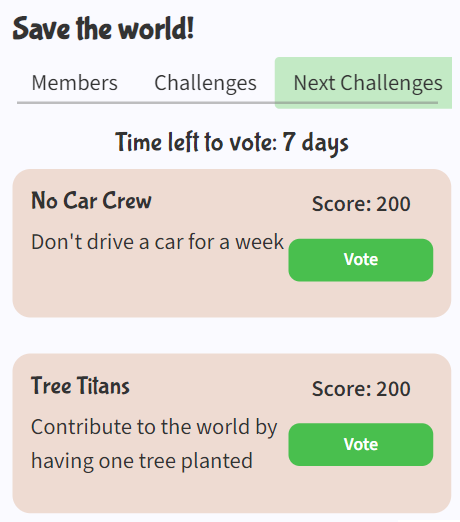 Save the world!
Members Challenges Next Challenges
Time left to vote: 7 days
No Car Crew
Score: 200
Don't drive a car for a week
Vote
Tree Titans
Score: 200
Contribute to the world by
having one tree planted
Vote